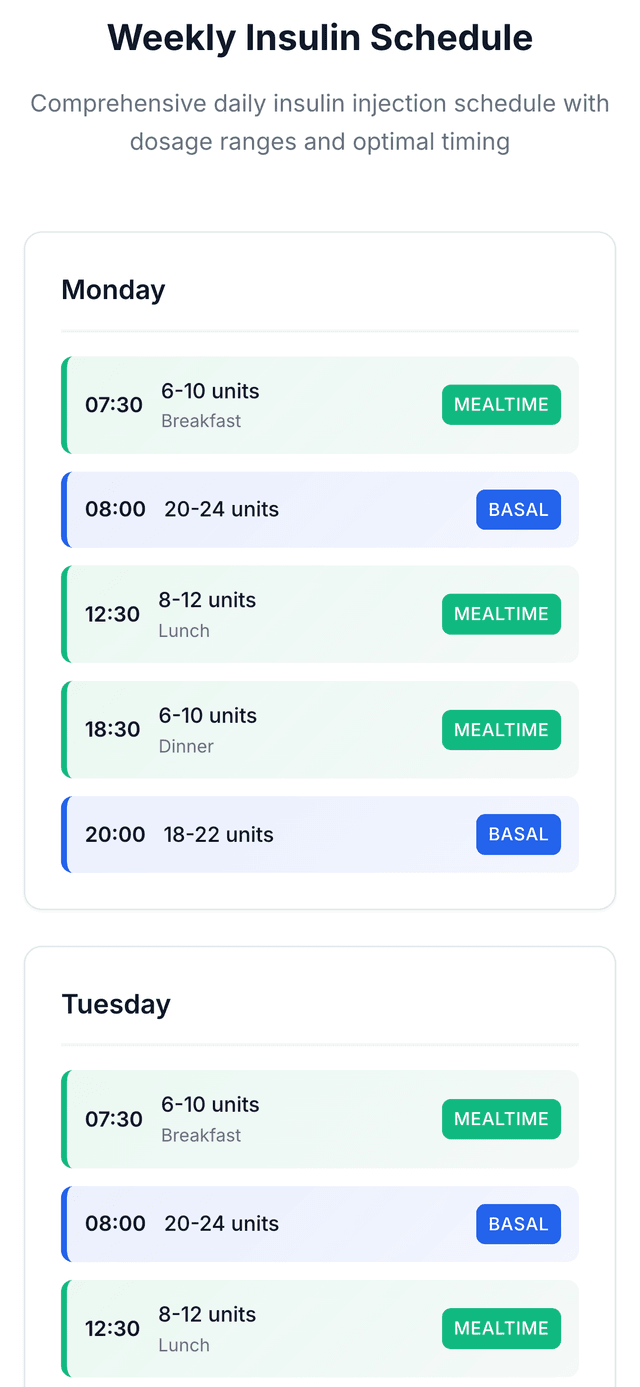 Weekly Insulin Schedule
Comprehensive daily insulin injection schedule with
dosage ranges and optimal timing
Monday
07:30
6-10 units
Breakfast
MEALTIME
08:00
20-24 units
BASAL
12:30
8-12 units
Lunch
MEALTIME
18:30
6-10 units
Dinner
MEALTIME
20:00
18-22 units
BASAL
Tuesday
07:30
6-10 units
Breakfast
MEALTIME
08:00
20-24 units
BASAL
12:30
8-12 units
Lunch
MEALTIME